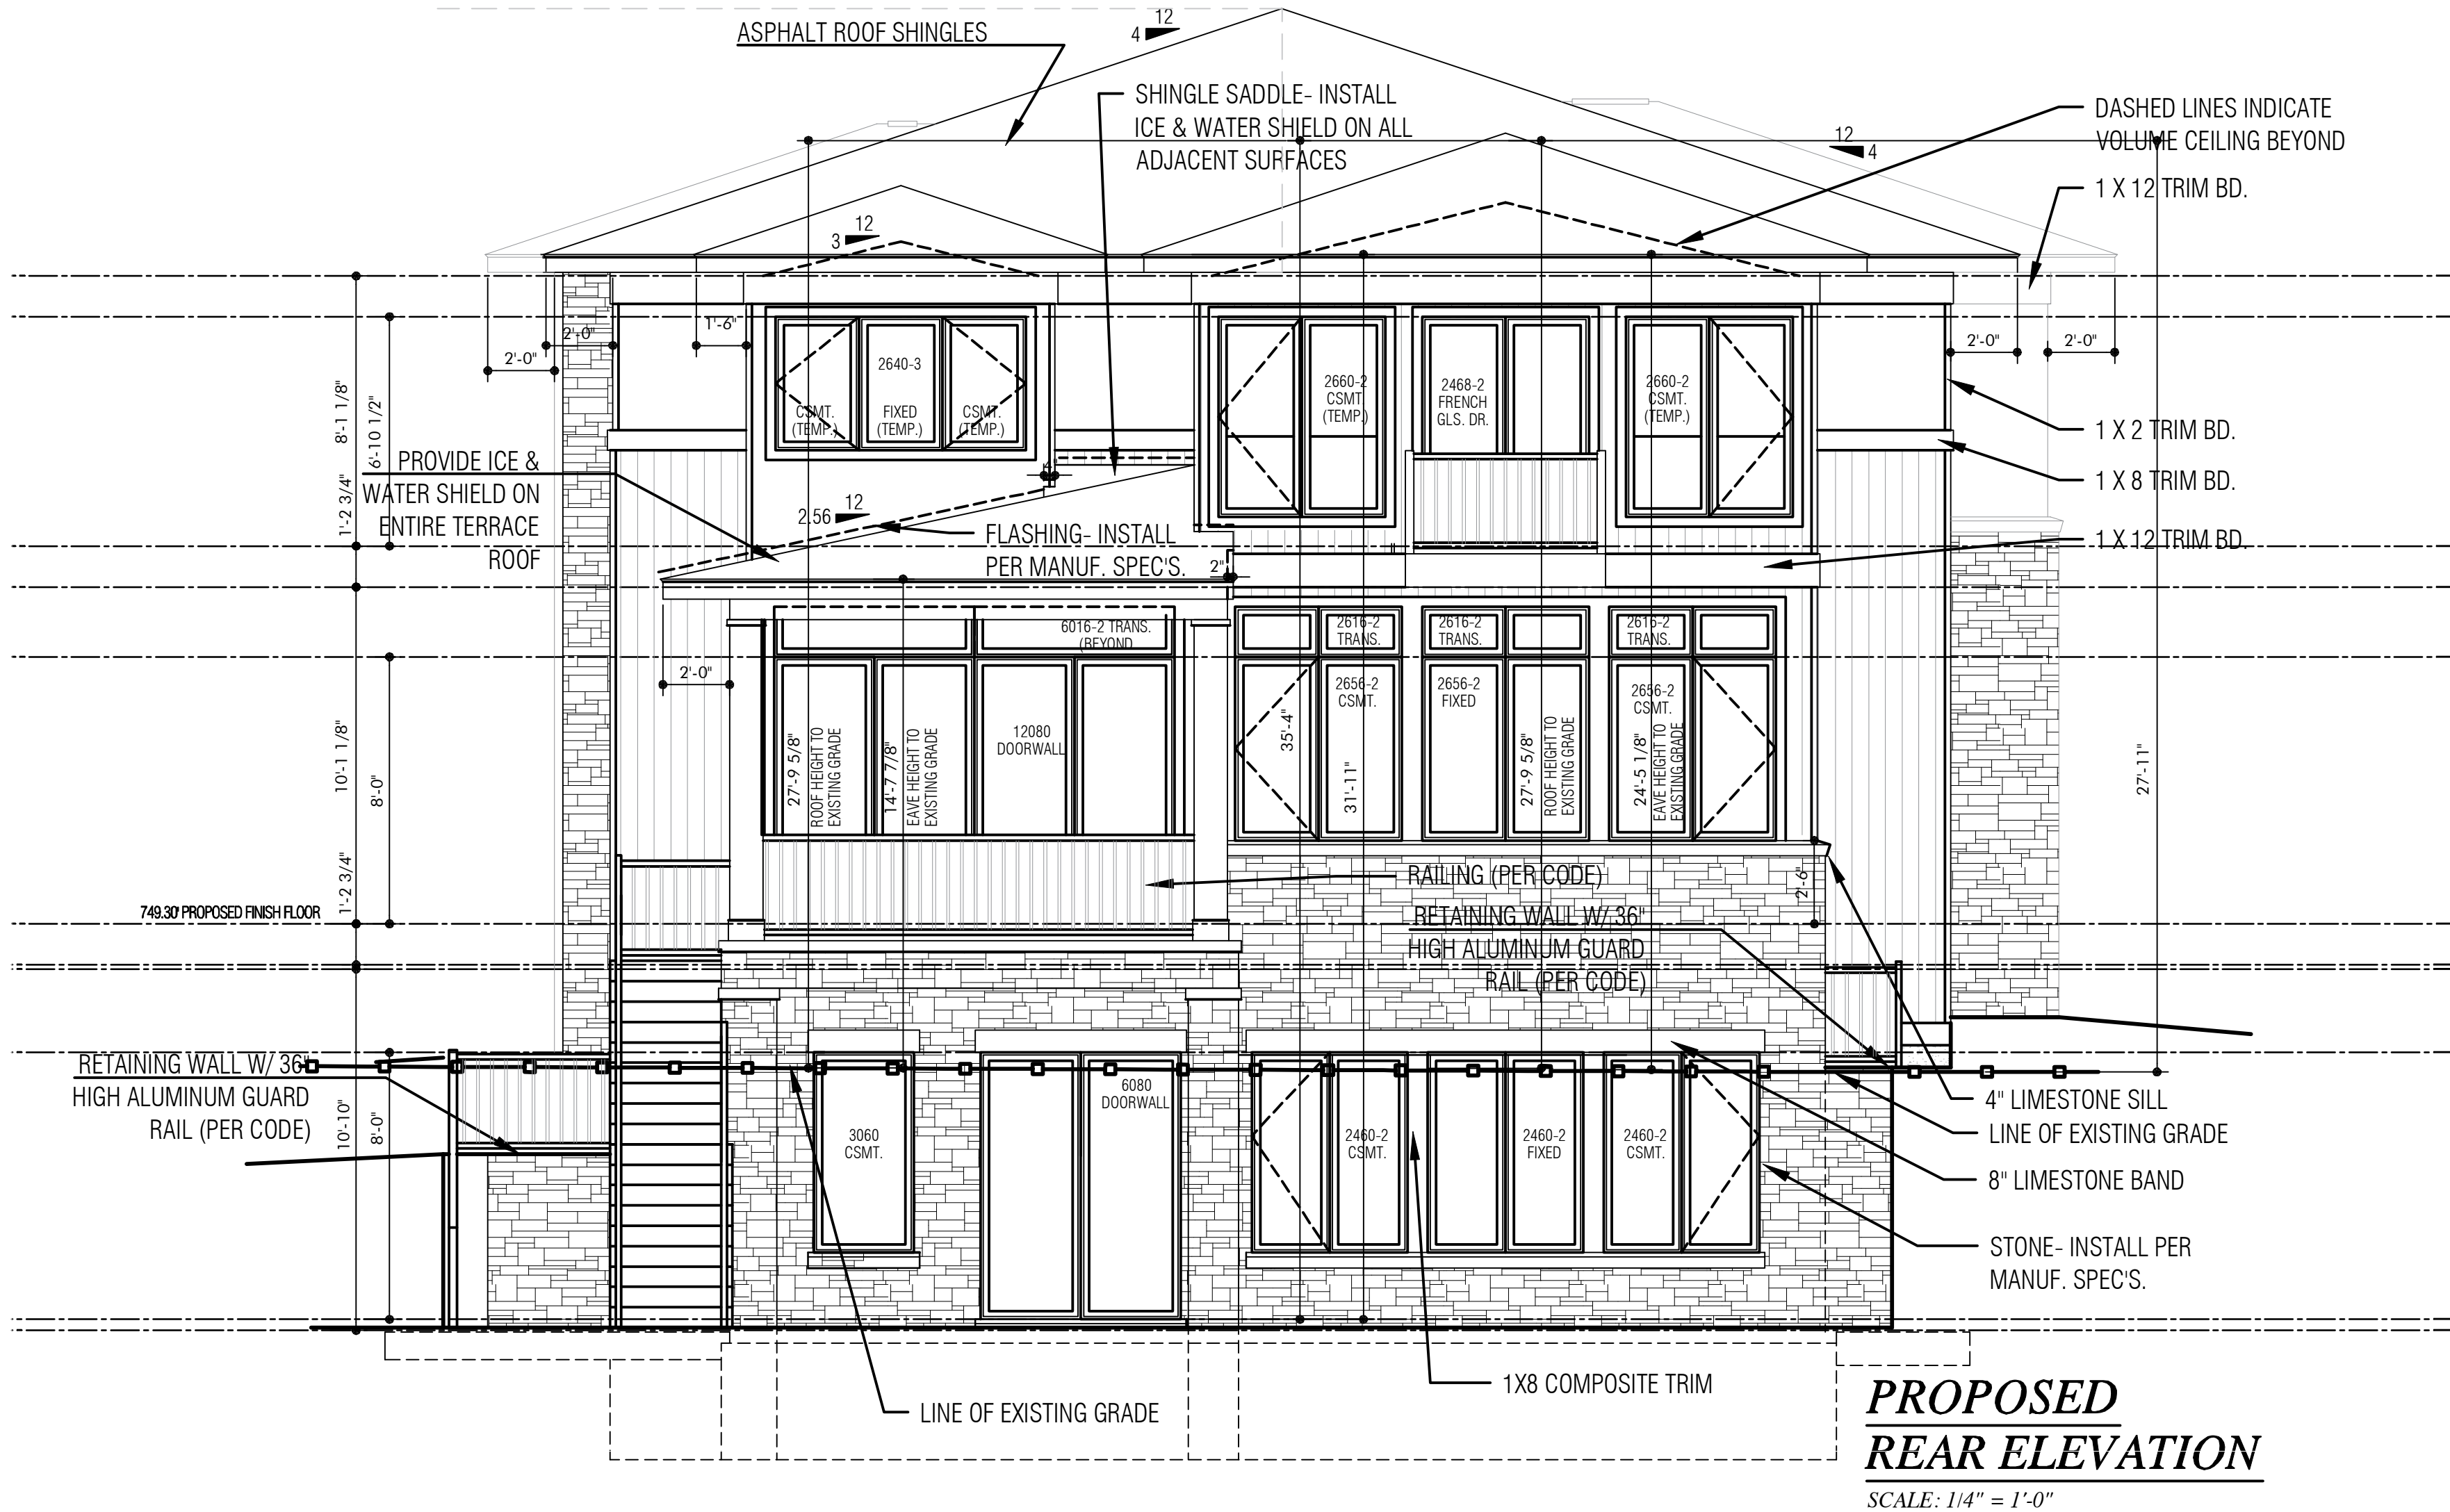 ASPHALT ROOF SHINGLES
12
4
SHINGLE SADDLE- INSTALL
ICE & WATER SHIELD ON ALL
ADJACENT SURFACES
DASHED LINES INDICATE
VOLUME CEILING BEYOND
12
4
1 X 12 TRIM BD.
12
3
2'-0"
2'-0"
1'-6"
2'-0"
2'-0"
2640-3
CSMT.
(TEMP.)
FIXED
(TEMP.)
CSMT.
(TEMP.)
2660-2
CSMT.
(TEMP.)
2468-2
FRENCH
GLS. DR.
2660-2
CSMT.
(TEMP.)
8'-1 1/8"
6'-10 1/2"
1'-2 3/4"
1 X 2 TRIM BD.
1 X 8 TRIM BD.
1 X 12 TRIM BD.
PROVIDE ICE &
WATER SHIELD ON
ENTIRE TERRACE
ROOF
12
2.56
FLASHING- INSTALL
PER MANUF. SPEC'S.
2"
6016-2 TRANS.
(BEYOND
2616-2
TRANS.
2616-2
TRANS.
2616-2
TRANS.
2'-0"
2656-2
CSMT.
2656-2
FIXED
2656-2
CSMT.
12080
DOORWALL
10'-1 1/8"
8'-0"
27'-9 5/8"
ROOF HEIGHT TO
EXISTING GRADE
14'-7 7/8"
EAVE HEIGHT TO
EXISTING GRADE
35'-4"
31'-11"
27'-9 5/8"
ROOF HEIGHT TO
EXISTING GRADE
24'-5 1/8"
EAVE HEIGHT TO
EXISTING GRADE
27'-11"
1'-2 3/4"
2'-6"
749.30' PROPOSED FINISH FLOOR
RAILING (PER CODE)
RETAINING WALL W/ 36"
HIGH ALUMINUM GUARD
RAIL (PER CODE)
RETAINING WALL W/ 36"
HIGH ALUMINUM GUARD
RAIL (PER CODE)
10'-10"
8'-0"
3060
CSMT.
6080
DOORWALL
2460-2
CSMT.
2460-2
FIXED
2460-2
CSMT.
4" LIMESTONE SILL
LINE OF EXISTING GRADE
8" LIMESTONE BAND
STONE- INSTALL PER
MANUF. SPEC'S.
1X8 COMPOSITE TRIM
LINE OF EXISTING GRADE
PROPOSED
REAR ELEVATION
SCALE: 1/4" = 1'-0"